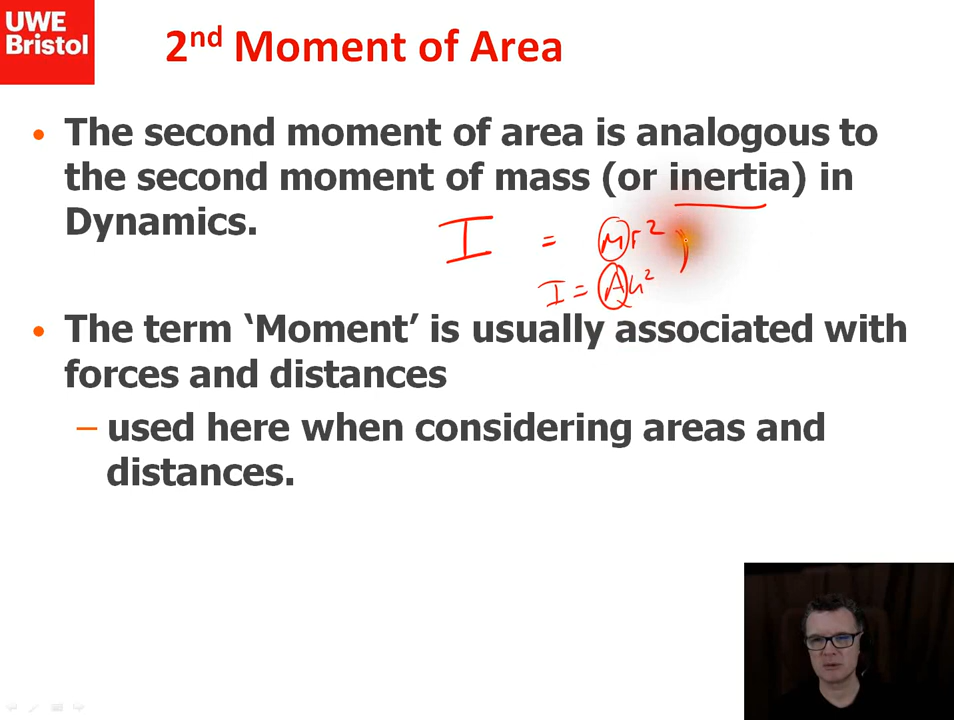 UWE
Bristol
2nd Moment of Area
• The second moment of area is analogous to
the second moment of mass (or inertia) in
Dynamics.
I = Mr²
I = Ah²
• The term ‘Moment’ is usually associated with
forces and distances
– used here when considering areas and
distances.